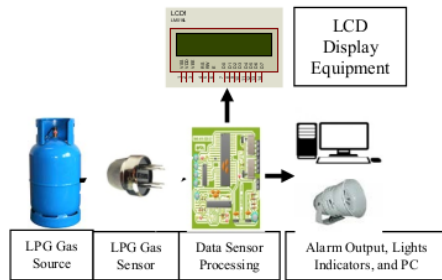 LCD1
LCD
Display
Equipment
LPG Gas
Source
LPG Gas
Sensor
Data Sensor
Processing
Alarm Output, Lights
Indicators, and PC